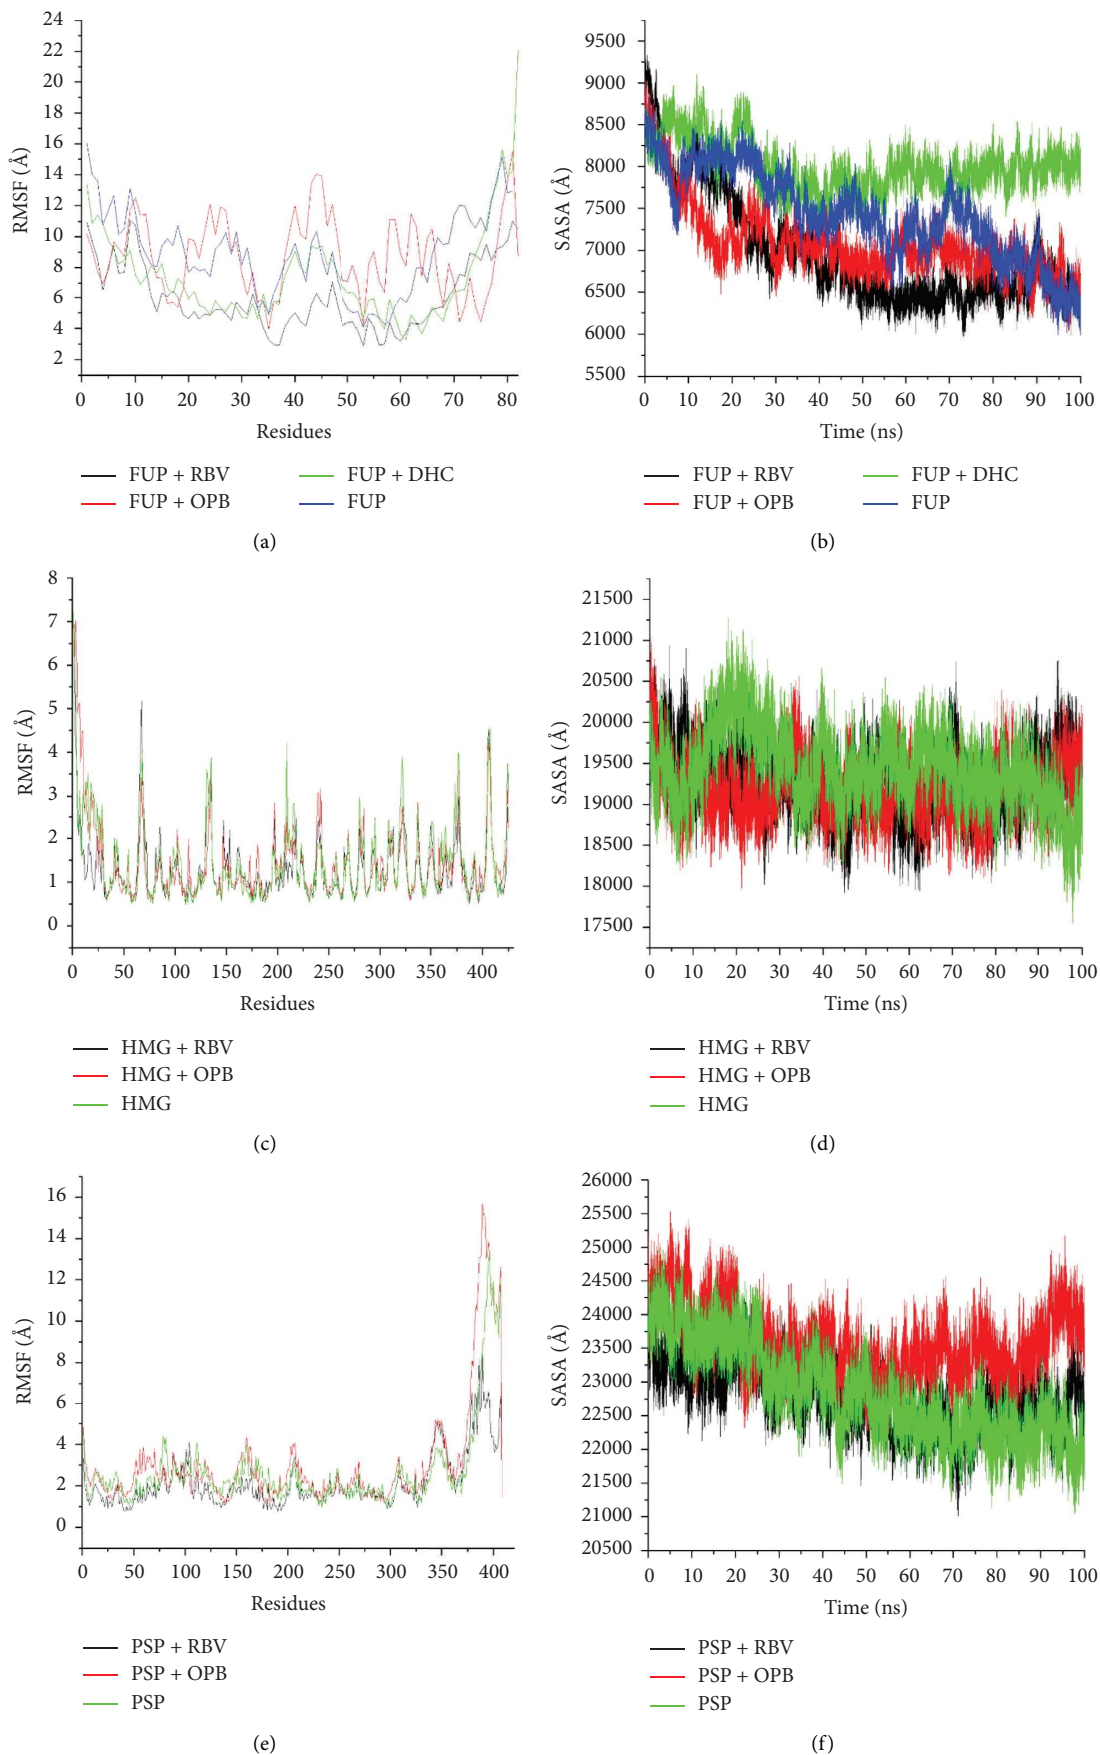 24
22
20
18
16
14
12
10
8
6
4
2
RMSF (Å)
0 10 20 30 40 50 60 70 80
Residues
FUP + RBV FUP + DHC
FUP + OPB FUP
(a)
9500
9000
8500
8000
7500
7000
6500
6000
5500
SASA (Å)
0 10 20 30 40 50 60 70 80 90 100
Time (ns)
FUP + RBV FUP + DHC
FUP + OPB FUP
(b)
8
7
6
5
4
3
2
1
0
RMSF (Å)
0 50 100 150 200 250 300 350 400
Residues
HMG + RBV
HMG + OPB
HMG
(c)
21500
21000
20500
20000
19500
19000
18500
18000
17500
SASA (Å)
0 10 20 30 40 50 60 70 80 90 100
Time (ns)
HMG + RBV
HMG + OPB
HMG
(d)
16
14
12
10
8
6
4
2
0
RMSF (Å)
0 50 100 150 200 250 300 350 400
Residues
PSP + RBV
PSP + OPB
PSP
(e)
26000
25500
25000
24500
24000
23500
23000
22500
22000
21500
21000
20500
SASA (Å)
0 10 20 30 40 50 60 70 80 90 100
Time (ns)
PSP + RBV
PSP + OPB
PSP
(f)